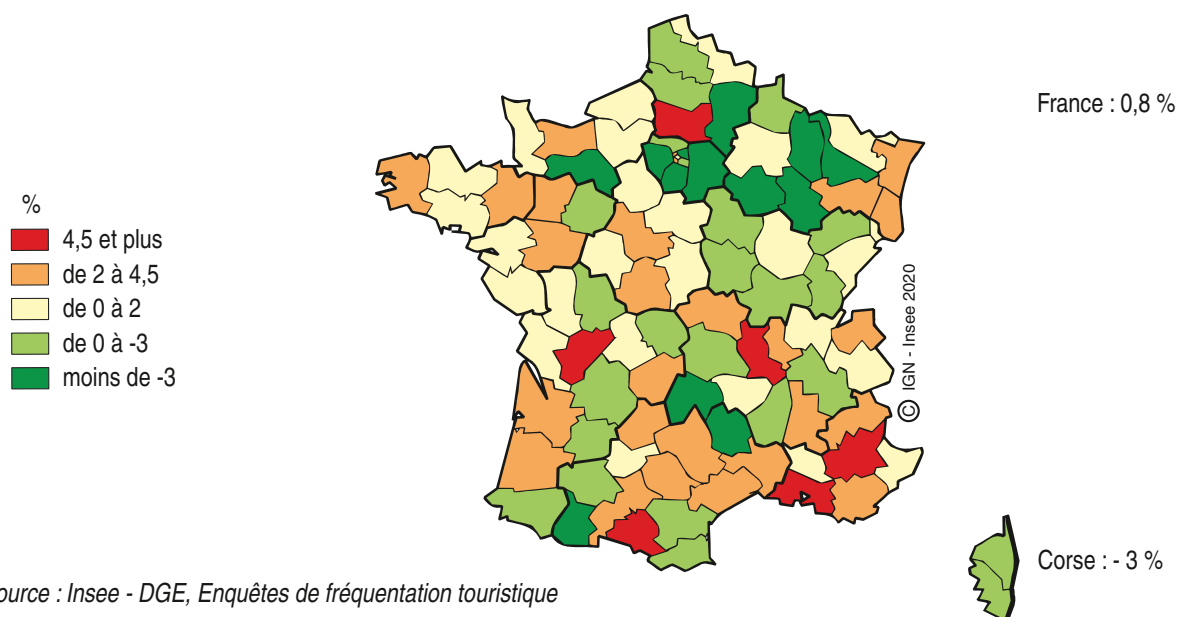 France : 0,8 %
%
4,5 et plus
de 2 à 4,5
de 0 à 2
de 0 à -3
moins de -3
© IGN - Insee 2020
Corse : - 3 %
ource : Insee - DGE, Enquêtes de fréquentation touristique